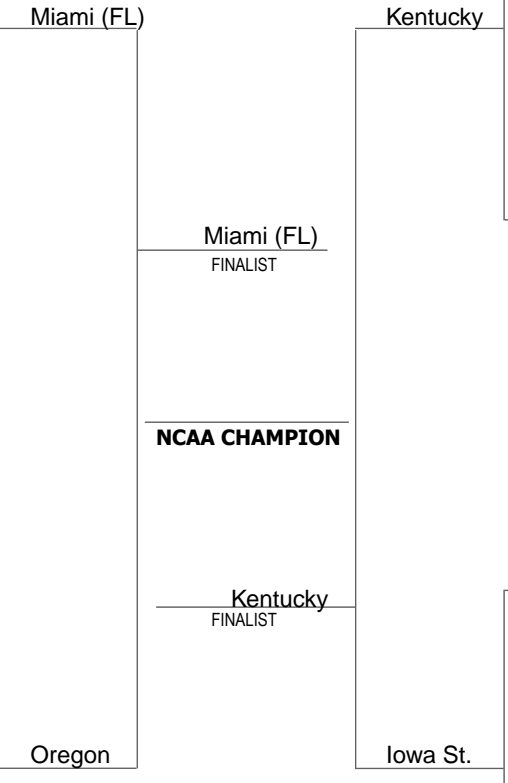 Miami (FL)
Kentucky
Miami (FL)
FINALIST
NCAA CHAMPION
Kentucky
FINALIST
Oregon
Iowa St.